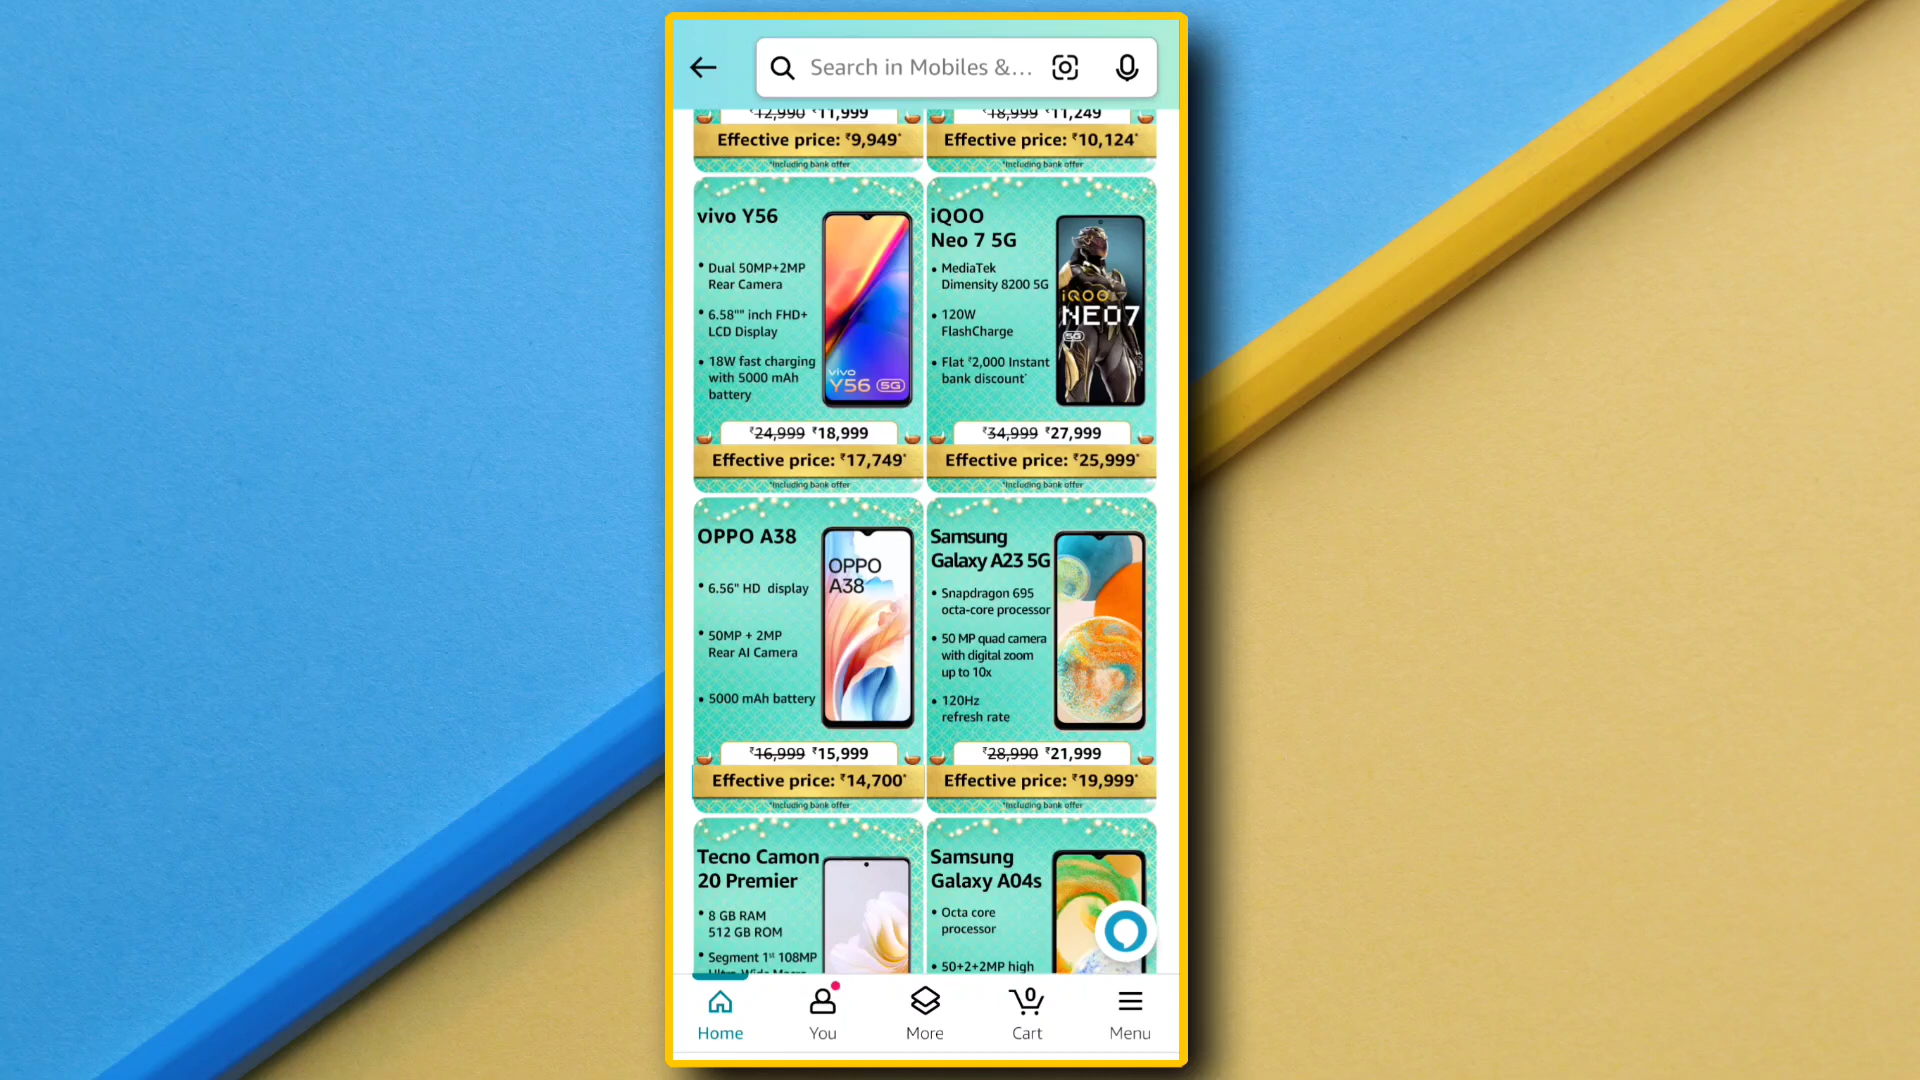 Search in Mobiles &...
₹12,990 ₹11,999
Effective price: ₹9,949*
*Including bank offer
₹18,999 ₹11,249
Effective price: ₹10,124*
*Including bank offer
vivo Y56
• Dual 50MP+2MP
Rear Camera
• 6.58"" inch FHD+
LCD Display
• 18W fast charging
with 5000 mAh
battery
vivo
Y56 5G
₹24,999 ₹18,999
Effective price: ₹17,749*
*Including bank offer
iQOO
Neo 7 5G
• MediaTek
Dimensity 8200 5G
• 120W
FlashCharge
• Flat ₹2,000 Instant
bank discount*
iQOO
NEO7
5G
₹34,999 ₹27,999
Effective price: ₹25,999*
*Including bank offer
OPPO A38
• 6.56" HD display
• 50MP + 2MP
Rear AI Camera
• 5000 mAh battery
OPPO
A38
₹16,999 ₹15,999
Effective price: ₹14,700*
*Including bank offer
Samsung
Galaxy A23 5G
• Snapdragon 695
octa-core processor
• 50 MP quad camera
with digital zoom
up to 10x
• 120Hz
refresh rate
₹28,990 ₹21,999
Effective price: ₹19,999*
*Including bank offer
Tecno Camon
20 Premier
• 8 GB RAM
512 GB ROM
• Segment 1st 108MP
Ultra-Wide Macro
Samsung
Galaxy A04s
• Octa core
processor
• 50+2+2MP high
Home
You
More
0
Cart
Menu